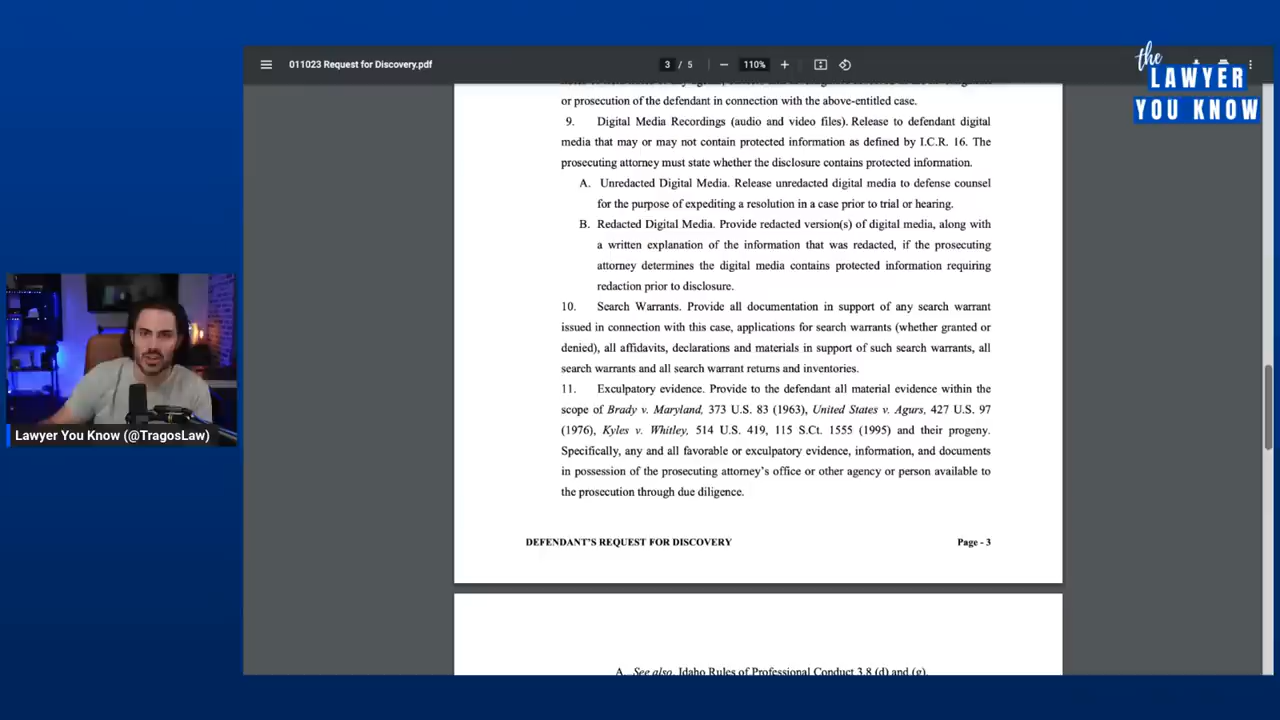 011023 Request for Discovery.pdf
3 / 5
110%
the
LAWYER
YOU KNOW
or prosecution of the defendant in connection with the above-entitled case.
9. Digital Media Recordings (audio and video files). Release to defendant digital
media that may or may not contain protected information as defined by I.C.R. 16. The
prosecuting attorney must state whether the disclosure contains protected information.
A. Unredacted Digital Media. Release unredacted digital media to defense counsel
for the purpose of expediting a resolution in a case prior to trial or hearing.
B. Redacted Digital Media. Provide redacted version(s) of digital media, along with
a written explanation of the information that was redacted, if the prosecuting
attorney determines the digital media contains protected information requiring
redaction prior to disclosure.
10. Search Warrants. Provide all documentation in support of any search warrant
issued in connection with this case, applications for search warrants (whether granted or
denied), all affidavits, declarations and materials in support of such search warrants, all
search warrants and all search warrant returns and inventories.
11. Exculpatory evidence. Provide to the defendant all material evidence within the
scope of Brady v. Maryland, 373 U.S. 83 (1963), United States v. Agurs, 427 U.S. 97
(1976), Kyles v. Whitley, 514 U.S. 419, 115 S.Ct. 1555 (1995) and their progeny.
Specifically, any and all favorable or exculpatory evidence, information, and documents
in possession of the prosecuting attorney's office or other agency or person available to
the prosecution through due diligence.
DEFENDANT'S REQUEST FOR DISCOVERY Page - 3
A. See also, Idaho Rules of Professional Conduct 3.8 (d) and (g).
Lawyer You Know (@TragosLaw)